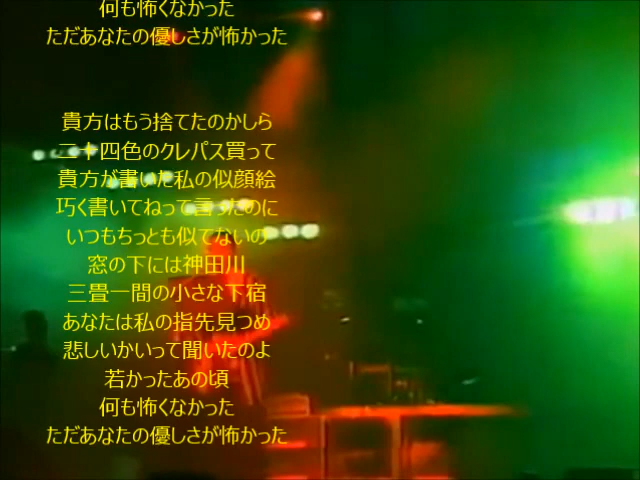 何も怖くなかった
ただあなたの優しさが怖かった
貴方はもう捨てたのかしら
二十四色のクレパス買って
貴方が書いた私の似顔絵
巧く書いてねって言ったのに
いつもちっとも似てないの
窓の下には神田川
三畳一間の小さな下宿
あなたは私の指先見つめ
悲しいかいって聞いたのよ
若かったあの頃
何も怖くなかった
ただあなたの優しさが怖かった